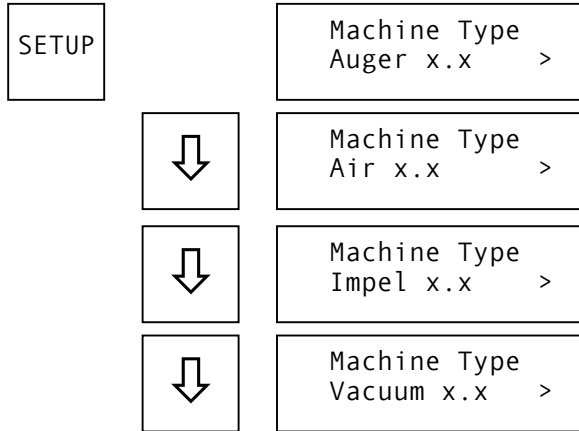 SETUP
Machine Type
Auger x.x >
Machine Type
Air x.x >
Machine Type
Impel x.x >
Machine Type
Vacuum x.x >